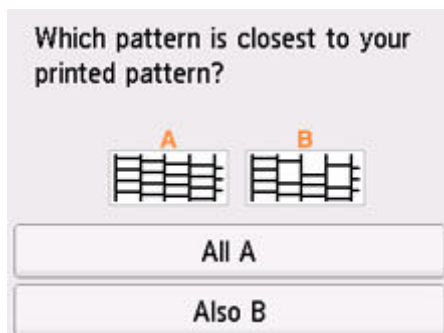 Which pattern is closest to your
printed pattern?
A B
All A
Also B